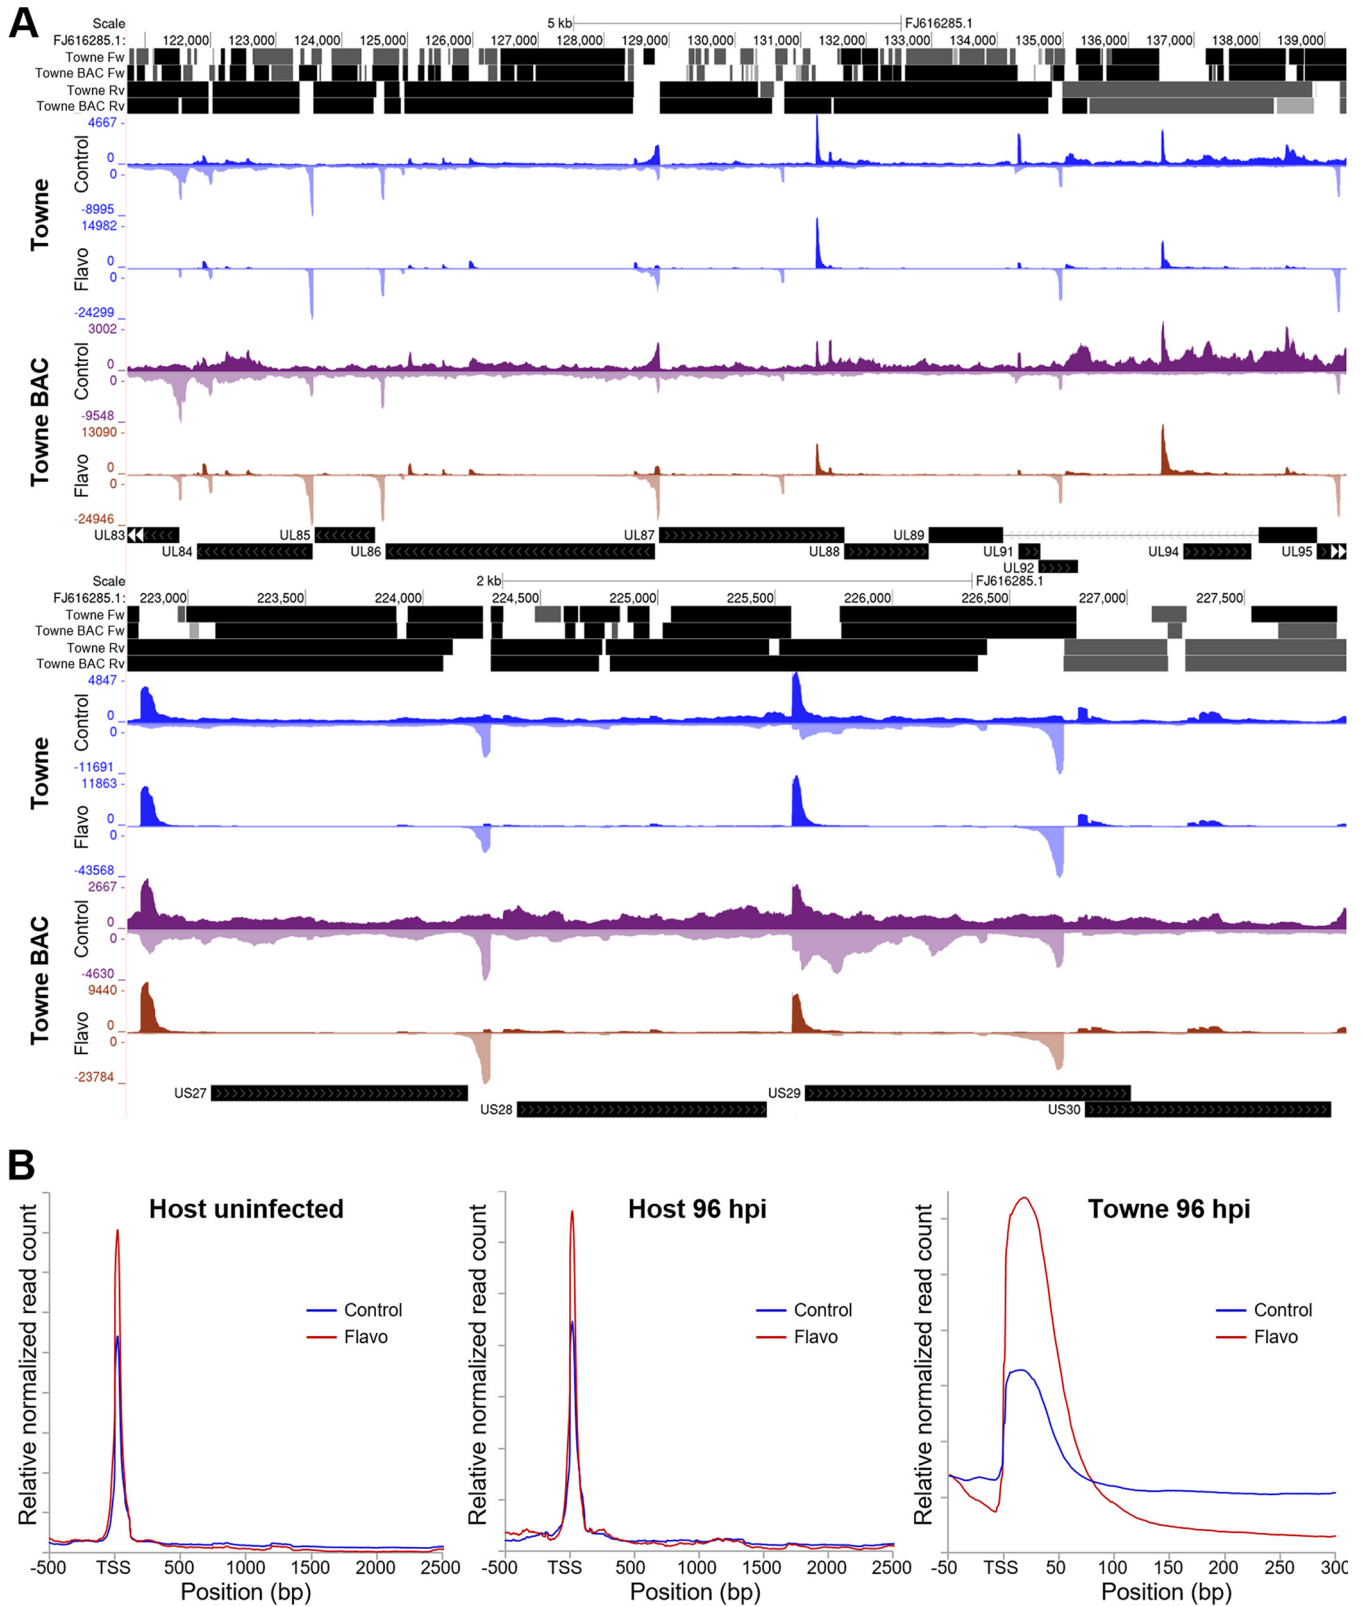 A
Scale 5 kb FJ616285.1
FJ616285.1: 122,000 123,000 124,000 125,000 126,000 127,000 128,000 129,000 130,000 131,000 132,000 133,000 134,000 135,000 136,000 137,000 138,000 139,000
Towne Fw
Towne BAC Fw
Towne Rv
Towne BAC Rv
Towne
Control
4667
0
0
-8995
Flavo
14982
0
0
-24299
Towne BAC
Control
3002
0
0
-9548
Flavo
13090
0
0
-24946
UL83 UL85 UL87 UL89 UL91 UL94 UL95
UL84 UL86 UL88
UL92
Scale 2 kb FJ616285.1
FJ616285.1: 223,000 223,500 224,000 224,500 225,000 225,500 226,000 226,500 227,000 227,500
Towne Fw
Towne BAC Fw
Towne Rv
Towne BAC Rv
Towne
Control
4847
0
0
-11691
Flavo
11863
0
0
-43568
Towne BAC
Control
2667
0
0
-4630
Flavo
9440
0
0
-23784
US27 US29
US28 US30
B
Host uninfected
Relative normalized read count
Control
Flavo
-500 TSS 500 1000 1500 2000 2500
Position (bp)
Host 96 hpi
Relative normalized read count
Control
Flavo
-500 TSS 500 1000 1500 2000 2500
Position (bp)
Towne 96 hpi
Relative normalized read count
Control
Flavo
-50 TSS 50 100 150 200 250 300
Position (bp)